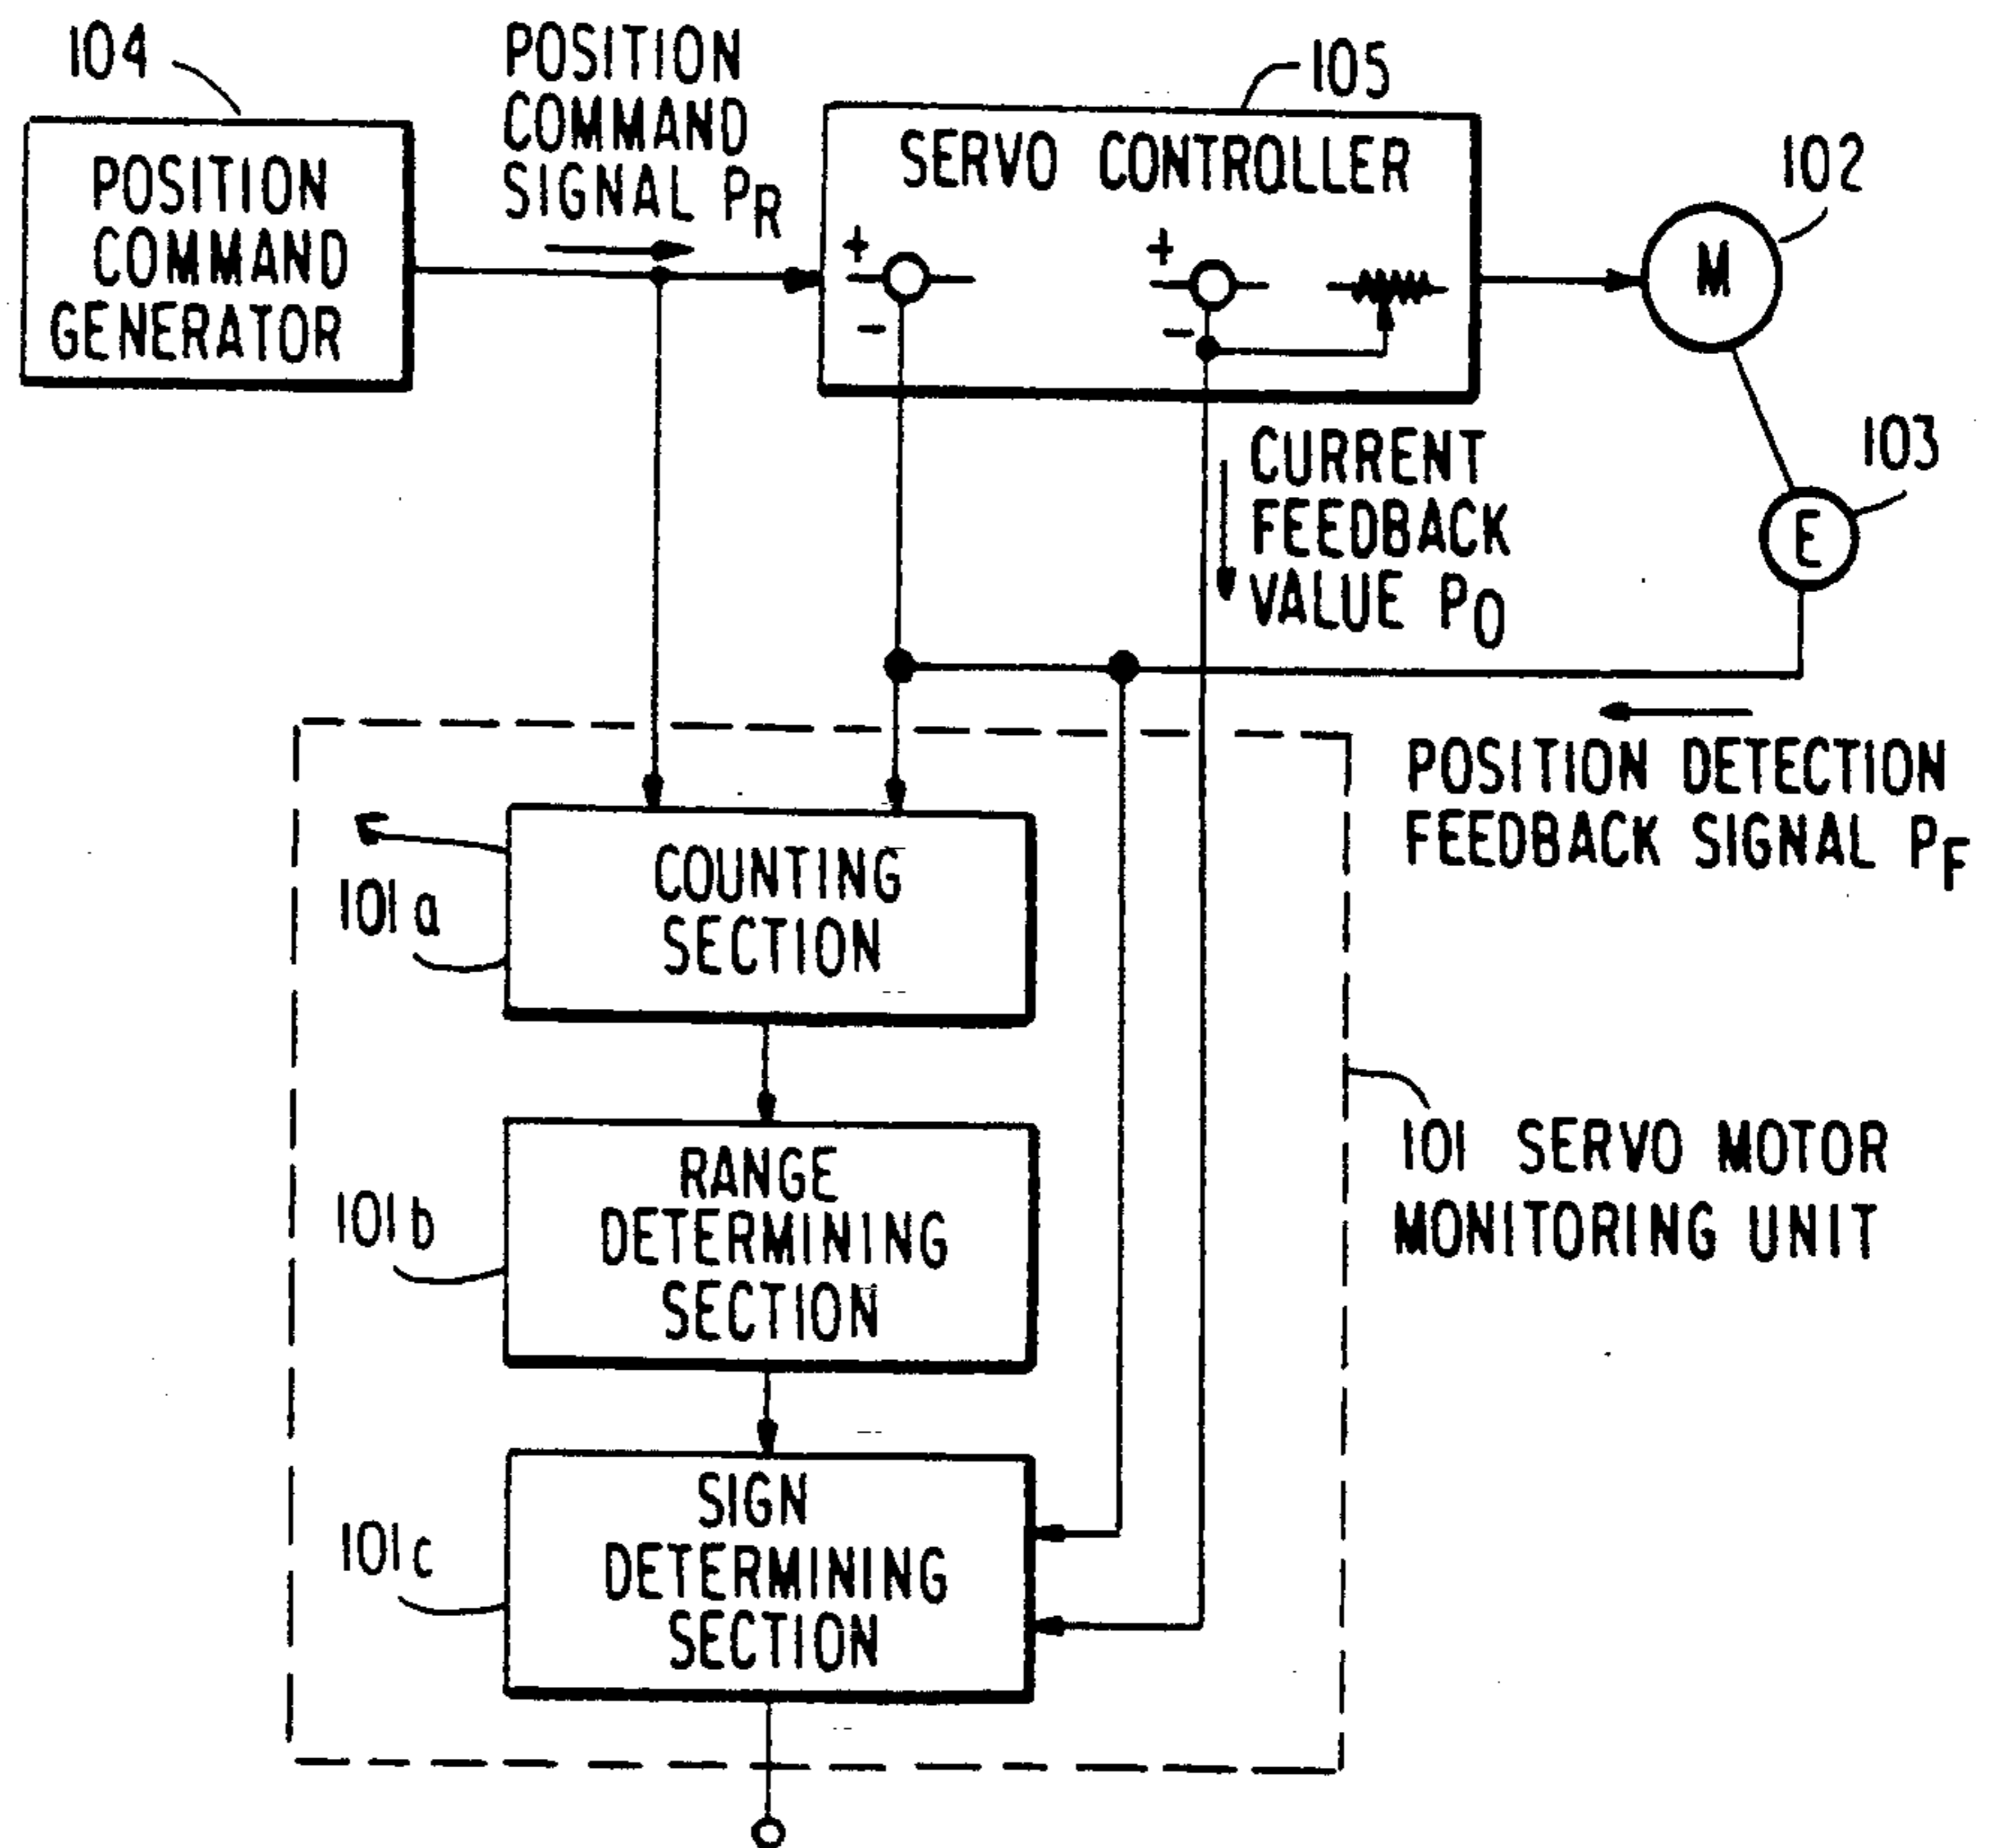 104
POSITION
COMMAND
GENERATOR
POSITION
COMMAND
SIGNAL PR
105
SERVO CONTROLLER
+
-
+
-
102
M
103
E
CURRENT
FEEDBACK
VALUE PO
POSITION DETECTION
FEEDBACK SIGNAL PF
101a
COUNTING
SECTION
101b
RANGE
DETERMINING
SECTION
101 SERVO MOTOR
MONITORING UNIT
101c
SIGN
DETERMINING
SECTION